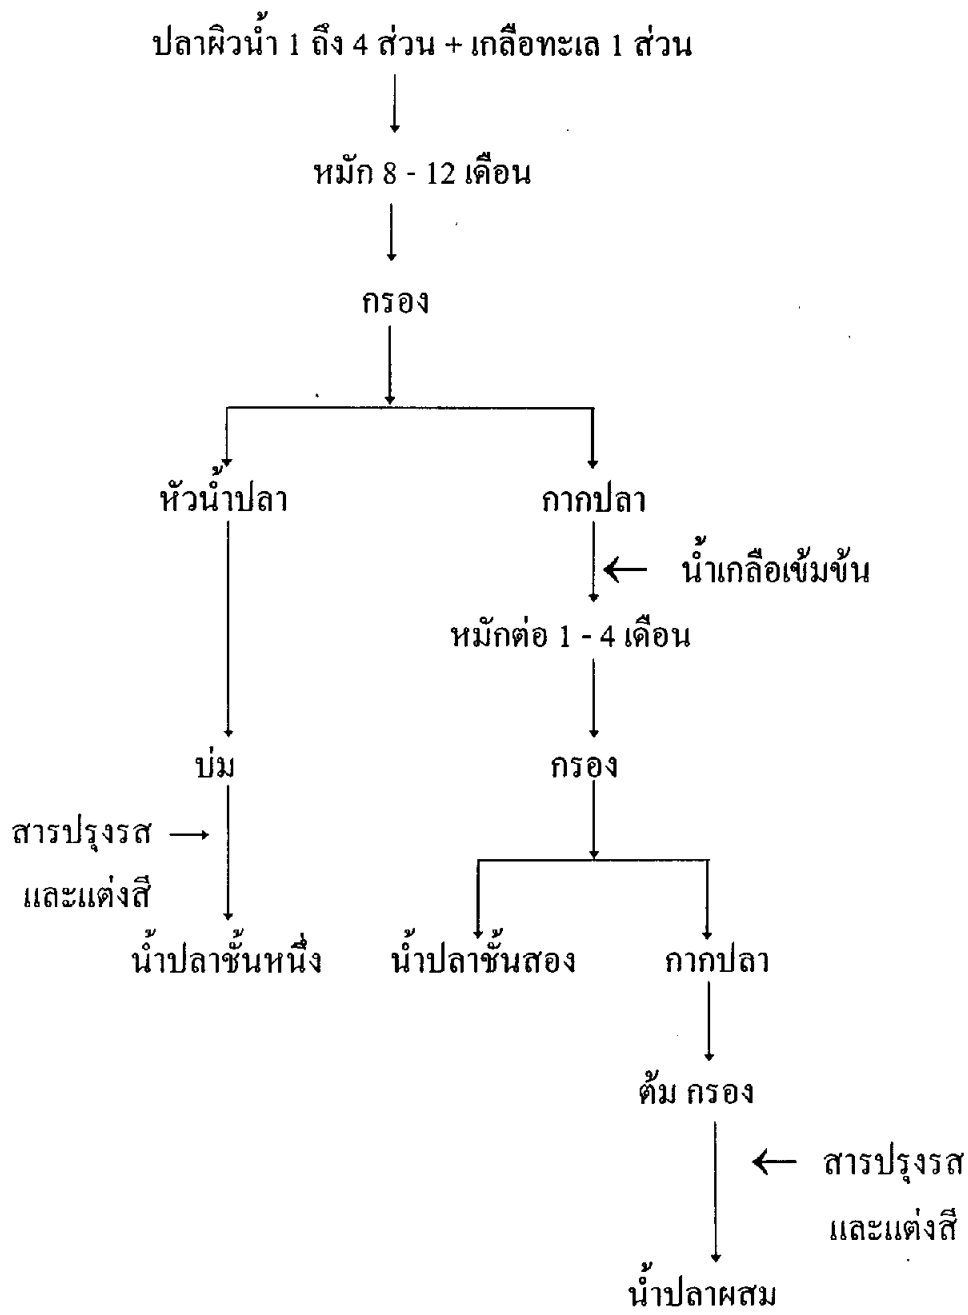 ปลาผิวน้ำ 1 ถึง 4 ส่วน + เกลือทะเล 1 ส่วน
หมัก 8 - 12 เดือน
กรอง
หัวน้ำปลา
กากปลา
น้ำเกลือเข้มข้น
หมักต่อ 1 - 4 เดือน
บ่ม
กรอง
สารปรุงรส
และแต่งสี
น้ำปลาชั้นหนึ่ง
น้ำปลาชั้นสอง
กากปลา
ต้ม กรอง
สารปรุงรส
และแต่งสี
น้ำปลาผสม